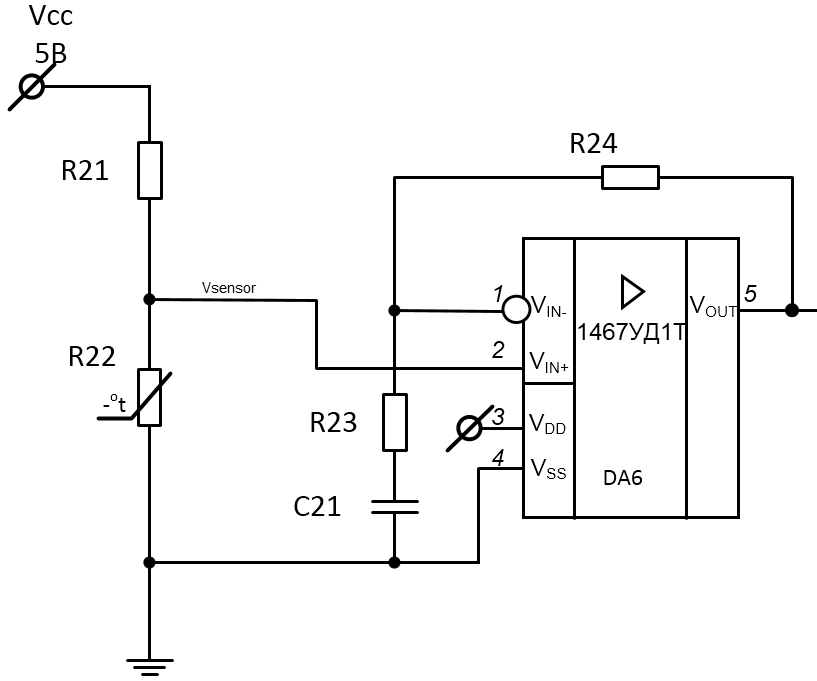 Vcc
5В
R21
R24
Vsensor
1
VIN-
VOUT
5
1467УД1Т
2
VIN+
R22
-°t
R23
3
VDD
4
VSS
DA6
C21